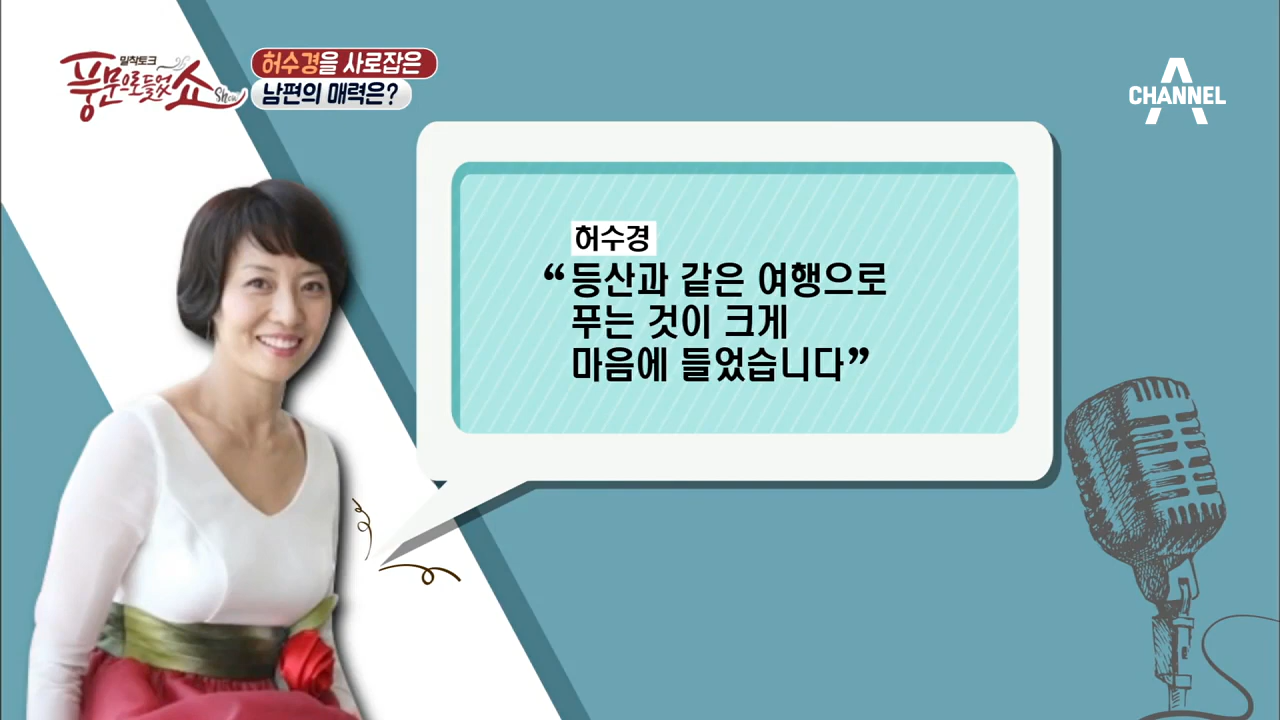 밀착토크
풍문으로들었쇼
Show
허수경을 사로잡은
남편의 매력은?
CHANNEL A
허수경
“등산과 같은 여행으로
푸는 것이 크게
마음에 들었습니다”